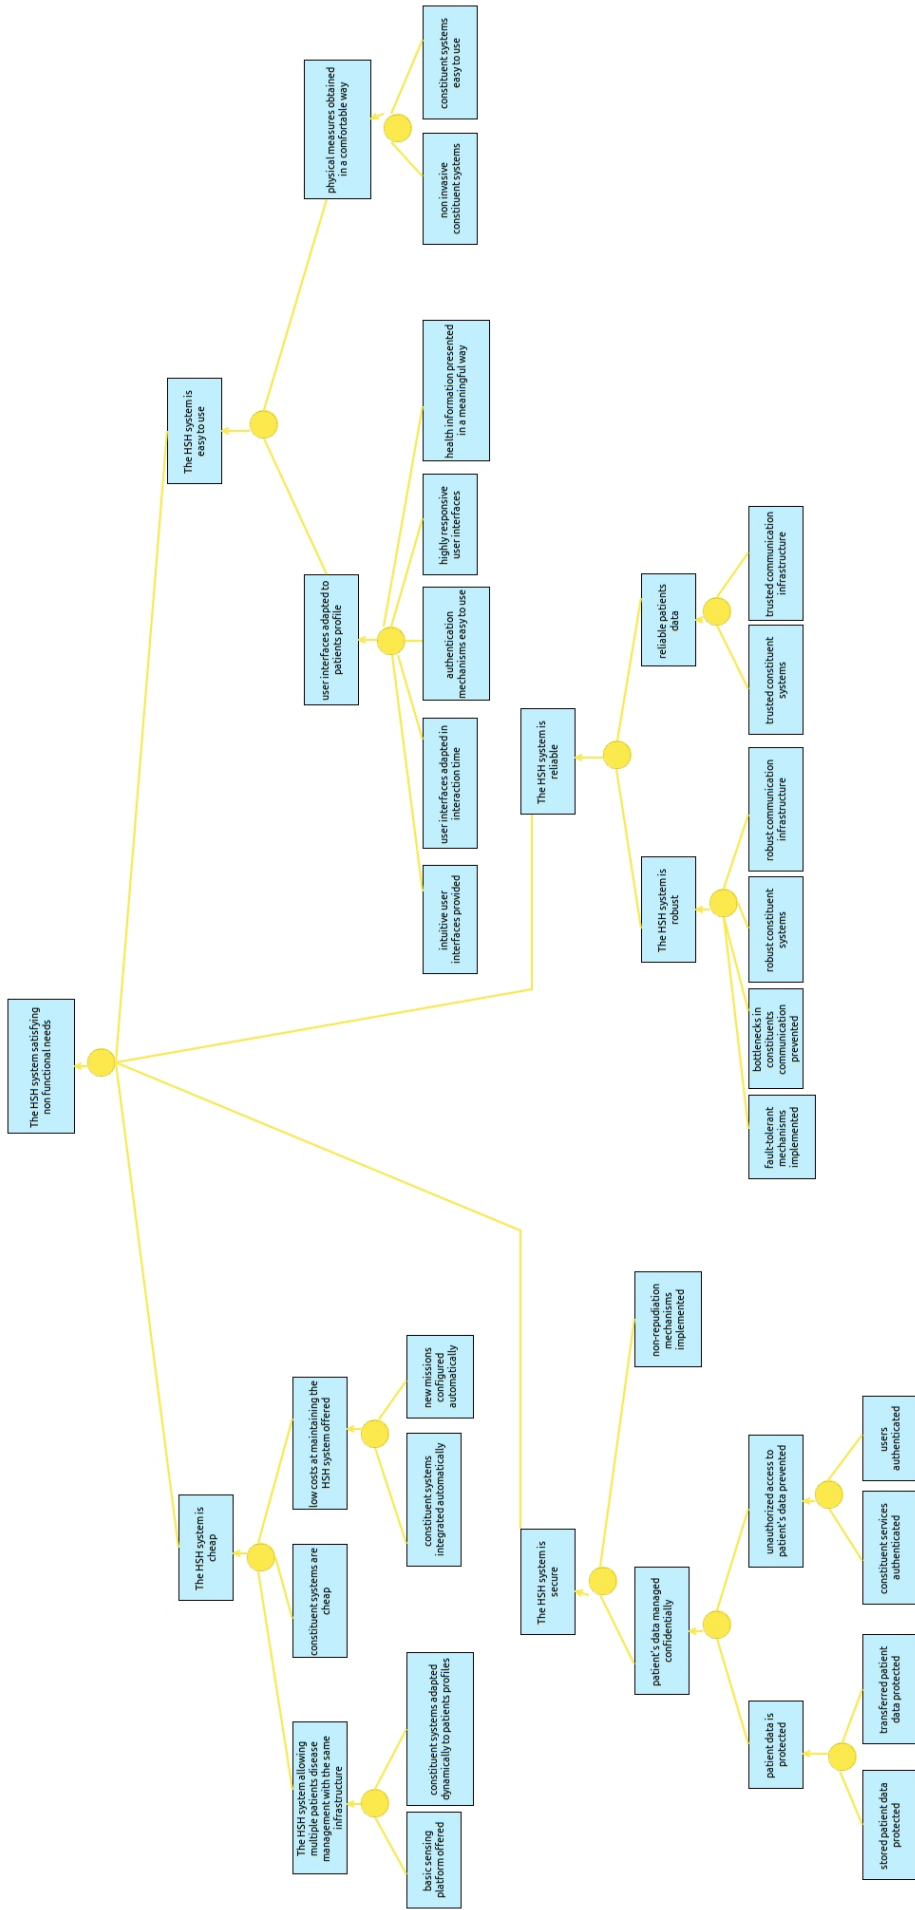 The HSH system satisfying
non functional needs
The HSH system is
cheap
The HSH system is
easy to use
The HSH system allowing
multiple patients disease
management with the same
infrastructure
constituent systems are
cheap
low costs at maintaining the
HSH system offered
user interfaces adapted to
patients profile
physical measures obtained
in a comfortable way
basic sensing
platform offered
constituent systems adapted
dynamically to patients profiles
constituent systems
integrated automatically
new missions
configured
automatically
intuitive user
interfaces provided
user interfaces adapted in
interaction time
authentication
mechanisms easy to use
highly responsive
user interfaces
health information presented
in a meaningful way
non invasive
constituent systems
constituent systems
easy to use
The HSH system is
secure
The HSH system is
reliable
patient's data managed
confidentially
non-repudiation
mechanisms
implemented
The HSH system is
robust
reliable patients
data
patient data is
protected
unauthorized access to
patient's data prevented
fault-tolerant
mechanisms
implemented
bottlenecks in
constituents
communication
prevented
robust constituent
systems
robust communication
infrastructure
trusted constituent
systems
trusted communication
infrastructure
stored patient data
protected
transferred patient
data protected
constituent services
authenticated
users
authenticated